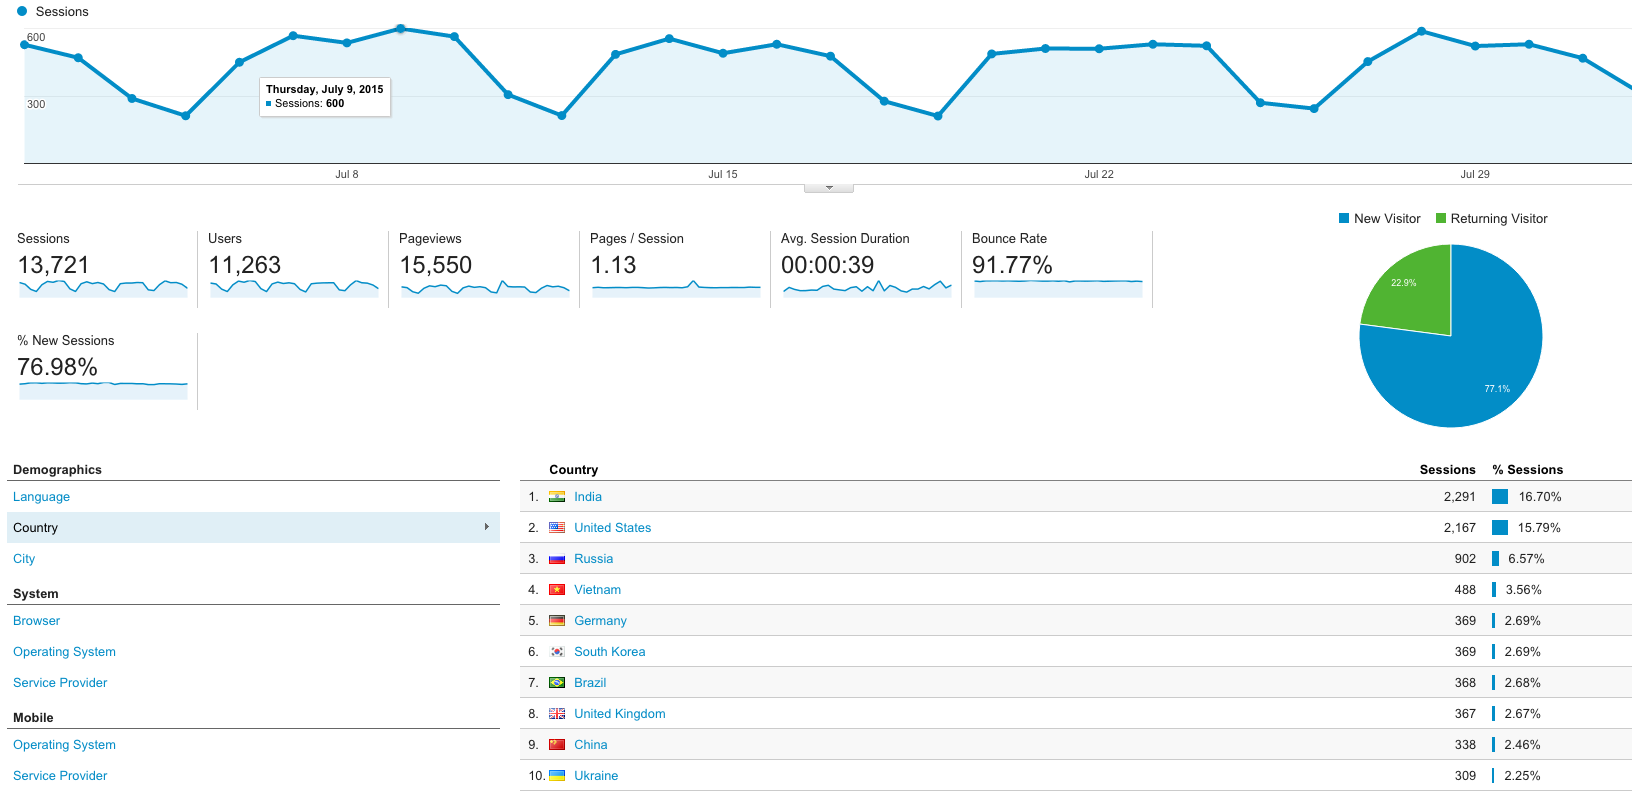 Sessions
600
300
Thursday, July 9, 2015
Sessions: 600
Jul 8
Jul 15
Jul 22
Jul 29
New Visitor
Returning Visitor
22.9%
77.1%
Sessions
13,721
Users
11,263
Pageviews
15,550
Pages / Session
1.13
Avg. Session Duration
00:00:39
Bounce Rate
91.77%
% New Sessions
76.98%
Demographics
Language
Country
City
System
Browser
Operating System
Service Provider
Mobile
Operating System
Service Provider
Country Sessions % Sessions
1. India 2,291 16.70%
2. United States 2,167 15.79%
3. Russia 902 6.57%
4. Vietnam 488 3.56%
5. Germany 369 2.69%
6. South Korea 369 2.69%
7. Brazil 368 2.68%
8. United Kingdom 367 2.67%
9. China 338 2.46%
10. Ukraine 309 2.25%